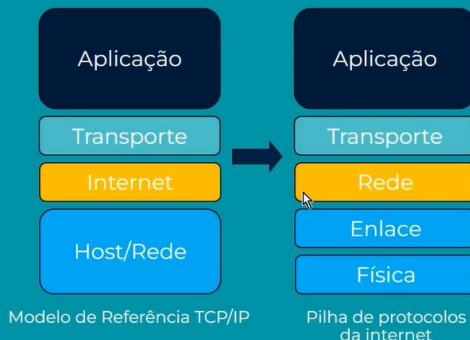 Aplicação
Transporte
Internet
Host/Rede
Modelo de Referência TCP/IP
Aplicação
Transporte
Rede
Enlace
Física
Pilha de protocolos
da internet